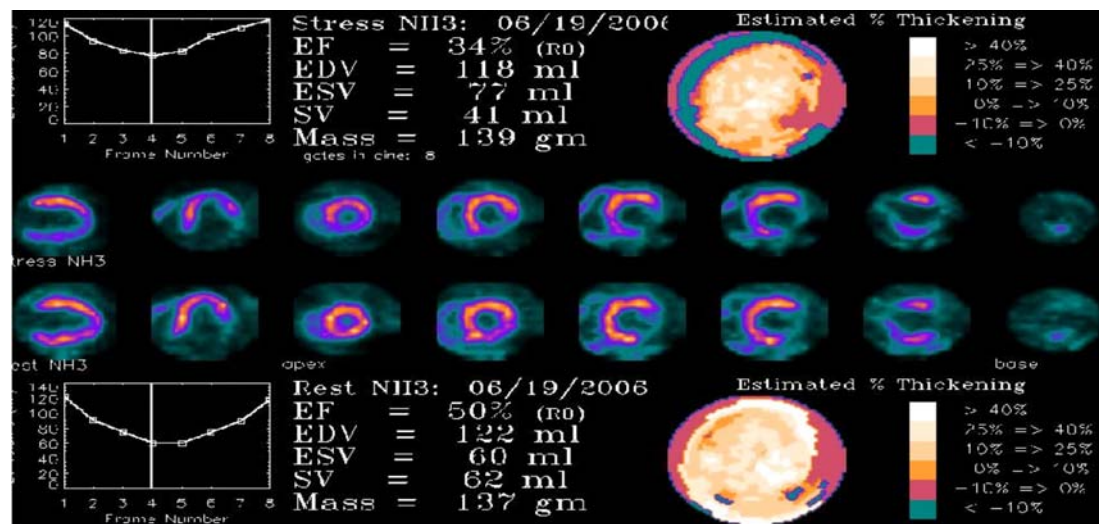 120
100
80
60
40
20
0
1 2 3 4 5 6 7 8
Frame Number
Stress NH3: 06/19/2006
EF = 34% (R0)
EDV = 118 ml
ESV = 77 ml
SV = 41 ml
Mass = 139 gm
gates in cine: 8
Estimated % Thickening
> 40%
25% => 40%
10% => 25%
0% => 10%
-10% => 0%
< -10%
tress NH3
est NH3
apex
base
140
120
100
80
60
40
20
0
1 2 3 4 5 6 7 8
Frame Number
Rest NH3: 06/19/2006
EF = 50% (R0)
EDV = 122 ml
ESV = 60 ml
SV = 62 ml
Mass = 137 gm
Estimated % Thickening
> 40%
25% => 40%
10% => 25%
0% => 10%
-10% => 0%
< -10%